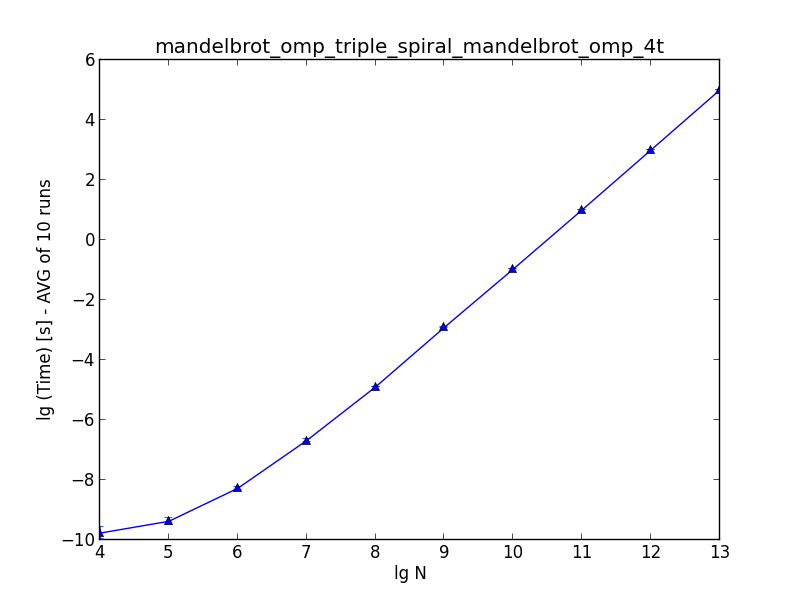 mandelbrot_omp_triple_spiral_mandelbrot_omp_4t
6
4
2
0
−2
−4
−6
−8
−10
lg (Time) [s] - AVG of 10 runs
4 5 6 7 8 9 10 11 12 13
lg N